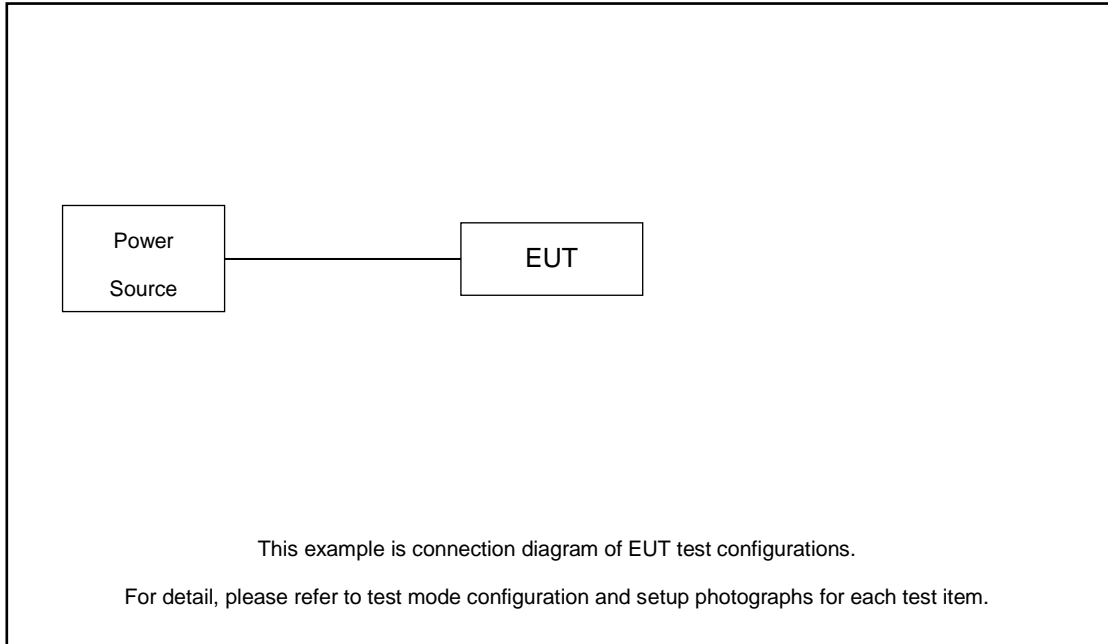 Power
Source
EUT
This example is connection diagram of EUT test configurations.
For detail, please refer to test mode configuration and setup photographs for each test item.